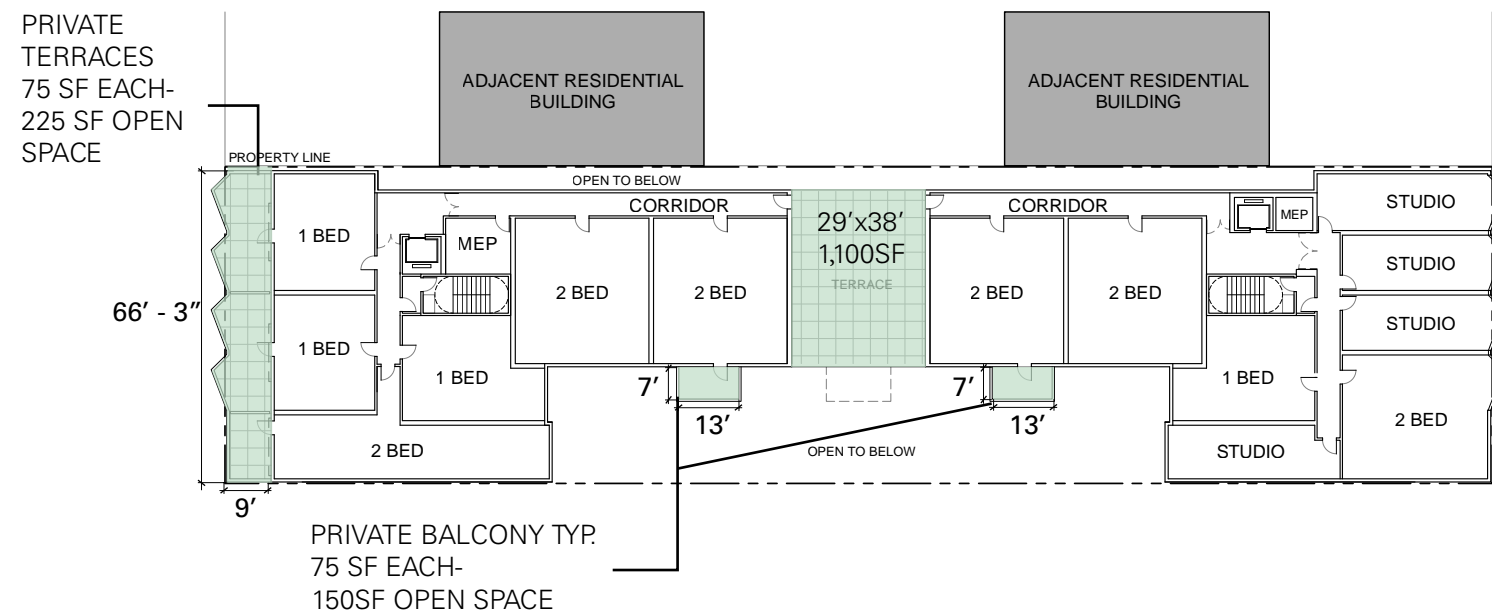 PRIVATE
TERRACES
75 SF EACH-
225 SF OPEN
SPACE
ADJACENT RESIDENTIAL
BUILDING
ADJACENT RESIDENTIAL
BUILDING
PROPERTY LINE
OPEN TO BELOW
CORRIDOR
CORRIDOR
29'x38'
1,100SF
TERRACE
MEP
MEP
STUDIO
STUDIO
STUDIO
1 BED
2 BED
2 BED
2 BED
2 BED
66' - 3"
1 BED
1 BED
1 BED
2 BED
7'
13'
7'
13'
2 BED
STUDIO
OPEN TO BELOW
9'
PRIVATE BALCONY TYP.
75 SF EACH-
150SF OPEN SPACE